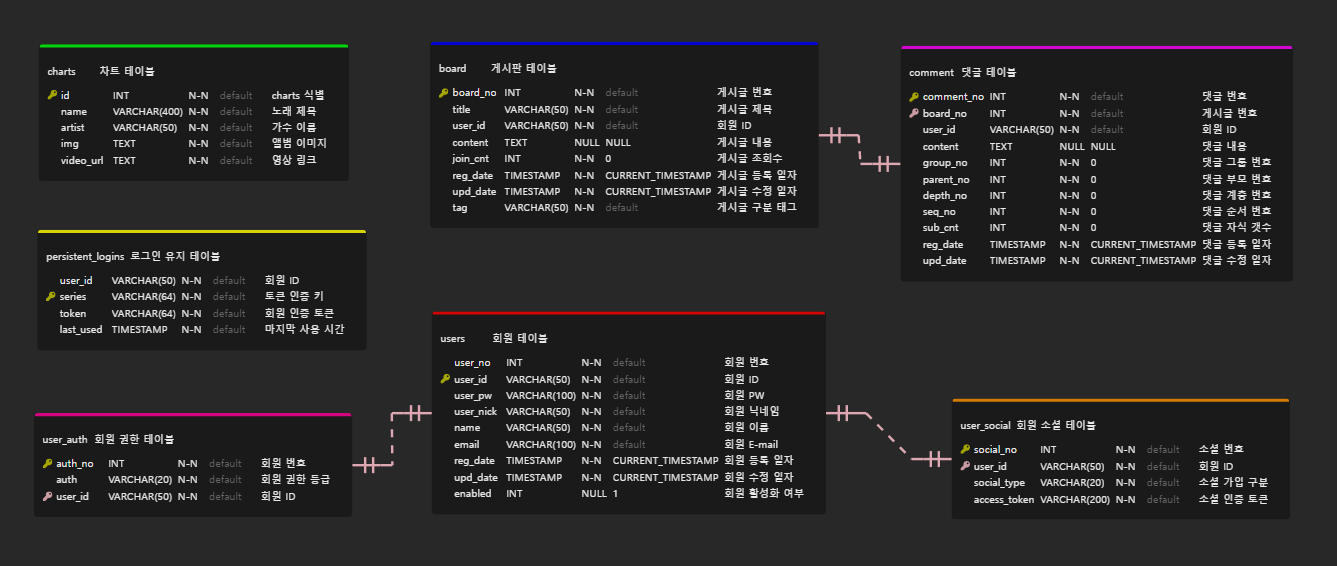 charts 차트 테이블
id INT N-N default charts 식별
name VARCHAR(400) N-N default 노래 제목
artist VARCHAR(50) N-N default 가수 이름
img TEXT N-N default 앨범 이미지
video_url TEXT N-N default 영상 링크
board 게시판 테이블
board_no INT N-N default 게시글 번호
title VARCHAR(50) N-N default 게시글 제목
user_id VARCHAR(50) N-N default 회원 ID
content TEXT NULL NULL 게시글 내용
join_cnt INT N-N 0 게시글 조회수
reg_date TIMESTAMP N-N CURRENT_TIMESTAMP 게시글 등록 일자
upd_date TIMESTAMP N-N CURRENT_TIMESTAMP 게시글 수정 일자
tag VARCHAR(50) N-N default 게시글 구분 태그
comment 댓글 테이블
comment_no INT N-N default 댓글 번호
board_no INT N-N default 게시글 번호
user_id VARCHAR(50) N-N default 회원 ID
content TEXT NULL NULL 댓글 내용
group_no INT N-N 0 댓글 그룹 번호
parent_no INT N-N 0 댓글 부모 번호
depth_no INT N-N 0 댓글 계층 번호
seq_no INT N-N 0 댓글 순서 번호
sub_cnt INT N-N 0 댓글 자식 갯수
reg_date TIMESTAMP N-N CURRENT_TIMESTAMP 댓글 등록 일자
upd_date TIMESTAMP N-N CURRENT_TIMESTAMP 댓글 수정 일자
persistent_logins 로그인 유지 테이블
user_id VARCHAR(50) N-N default 회원 ID
series VARCHAR(64) N-N default 토큰 인증 키
token VARCHAR(64) N-N default 회원 인증 토큰
last_used TIMESTAMP N-N default 마지막 사용 시간
users 회원 테이블
user_no INT N-N default 회원 번호
user_id VARCHAR(50) N-N default 회원 ID
user_pw VARCHAR(100) N-N default 회원 PW
user_nick VARCHAR(50) N-N default 회원 닉네임
name VARCHAR(50) N-N default 회원 이름
email VARCHAR(100) N-N default 회원 E-mail
reg_date TIMESTAMP N-N CURRENT_TIMESTAMP 회원 등록 일자
upd_date TIMESTAMP N-N CURRENT_TIMESTAMP 회원 수정 일자
enabled INT NULL 1 회원 활성화 여부
user_auth 회원 권한 테이블
auth_no INT N-N default 회원 번호
auth VARCHAR(20) N-N default 회원 권한 등급
user_id VARCHAR(50) N-N default 회원 ID
user_social 회원 소셜 테이블
social_no INT N-N default 소셜 번호
user_id VARCHAR(50) N-N default 회원 ID
social_type VARCHAR(20) N-N default 소셜 가입 구분
access_token VARCHAR(200) N-N default 소셜 인증 토큰